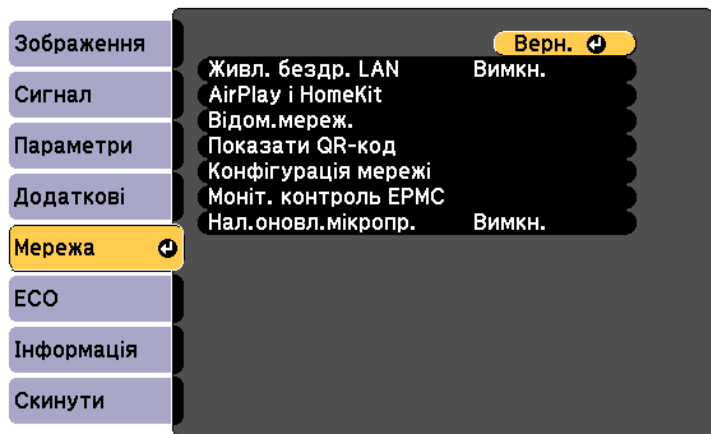 Зображення
Сигнал
Параметри
Додаткові
Мережа
ECO
Інформація
Скинути
Верн.
Живл. бездр. LAN Вимкн.
AirPlay і HomeKit
Відом.мереж.
Показати QR-код
Конфігурація мережі
Моніт. контроль EPMC
Нал.оновл.мікропр. Вимкн.